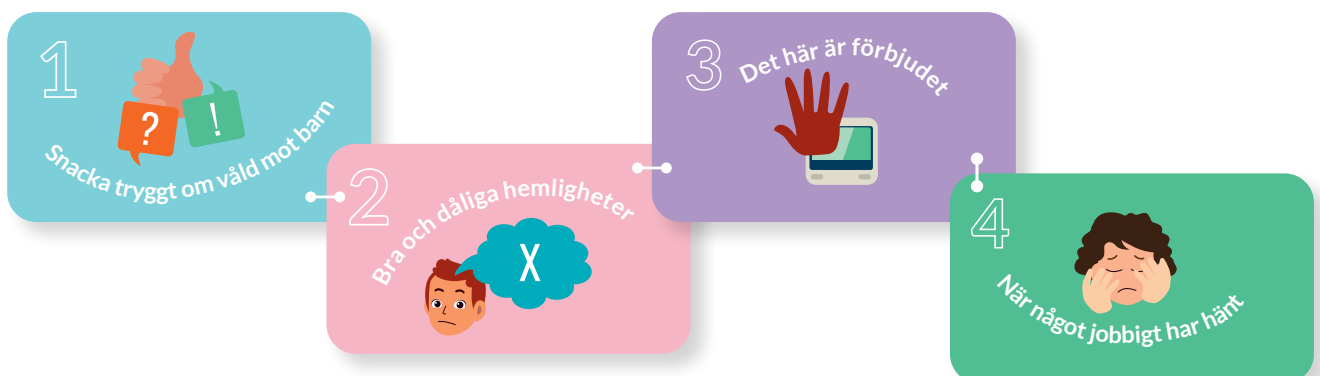 1
?
!
Snacka tryggt om våld mot barn
2
Bra och dåliga hemligheter
X
3
Det här är förbjudet
4
När något jobbigt har hänt